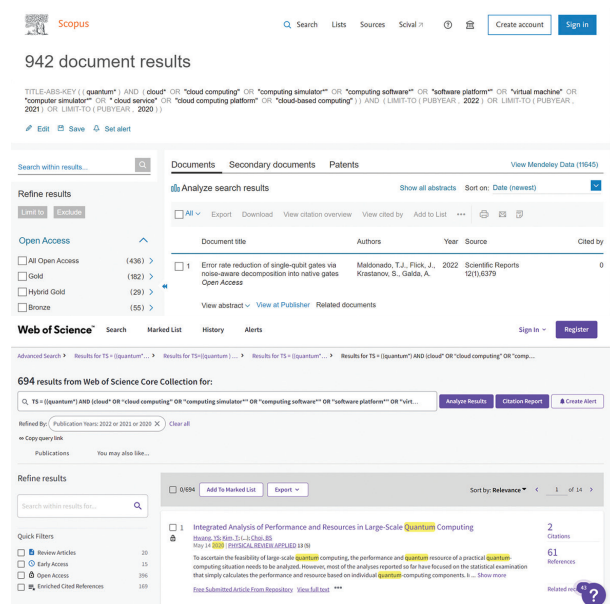 Scopus
Search Lists Sources Scival Create account Sign in
942 document results
TITLE-ABS-KEY ( ( quantum* ) AND ( cloud* OR "cloud computing" OR "computing simulator*" OR "computing software*" OR "software platform*" OR "virtual machine" OR
"computer simulator*" OR " cloud service" OR "cloud computing platform" OR "cloud-based computing" ) ) AND ( LIMIT-TO ( PUBYEAR , 2022 ) OR LIMIT-TO ( PUBYEAR ,
2021 ) OR LIMIT-TO ( PUBYEAR , 2020 ) )
Edit Save Set alert
Search within results...
Documents Secondary documents Patents View Mendeley Data (11645)
Refine results
Limit to Exclude
Analyze search results Show all abstracts Sort on: Date (newest)
All Export Download View citation overview View cited by Add to List •••
Open Access
Document title Authors Year Source Cited by
All Open Access (436)
Gold (182)
Hybrid Gold (29)
Bronze (55)
1 Error rate reduction of single-qubit gates via Maldonado, T.J., Flick, J., 2022 Scientific Reports 0
noise-aware decomposition into native gates Krastanov, S., Galda, A. 12(1),6379
Open Access
View abstract View at Publisher Related documents
Web of Science™ Search Marked List History Alerts Sign In Register
Advanced Search > Results for TS = ((quantum*... > Results for TS=((quantum ) ... > Results for TS = ((quantum*... > Results for TS = ((quantum*) AND (cloud* OR "cloud computing" OR "comp...
694 results from Web of Science Core Collection for:
TS = ((quantum*) AND (cloud* OR "cloud computing" OR "computing simulator*" OR "computing software*" OR "software platform*" OR "virt... Analyze Results Citation Report Create Alert
Refined By: Publication Years: 2022 or 2021 or 2020 X Clear all
Copy query link
Publications You may also like...
Refine results
0/694 Add To Marked List Export Sort by: Relevance < 1 of 14 >
Search within results for...
Quick Filters
Review Articles 20
Early Access 15
Open Access 396
Enriched Cited References 169
1 Integrated Analysis of Performance and Resources in Large-Scale Quantum Computing
Hwang, YS; Kim, T; (...); Choi, BS
May 14 2020 | PHYSICAL REVIEW APPLIED 13 (5)
To ascertain the feasibility of large-scale quantum computing, the performance and quantum resource of a practical quantum-
computing situation needs to be analyzed. However, most of the analyses reported so far have focused on the statistical examination
that simply calculates the performance and resource based on individual quantum-computing components. Ii ... Show more
Free Submitted Article From Repository View full text •••
2
Citations
61
References
Related rec
43
?